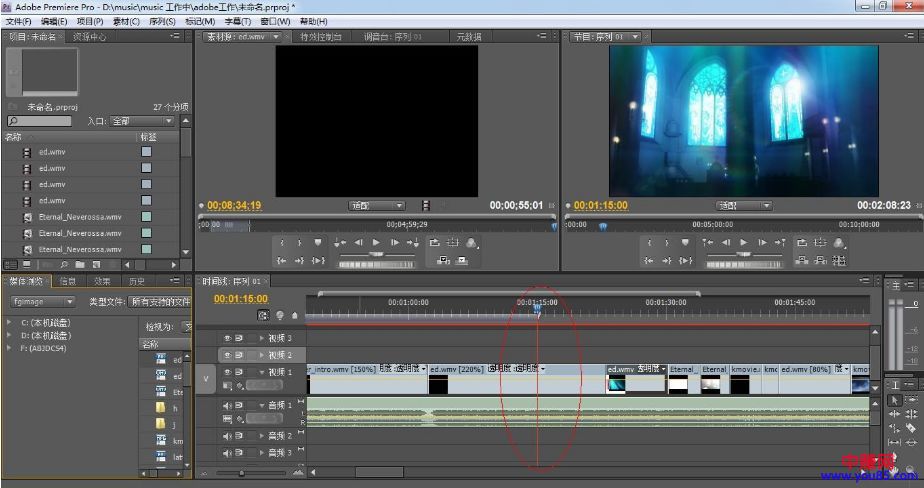 Adobe Premiere Pro - D:\music\music 工作中\adobe工作\未命名.prproj *
文件(F) 编辑(E) 项目(P) 素材(C) 序列(S) 标记(M) 字幕(T) 窗口(W) 帮助(H)
项目: 未命名 资源中心
素材源: ed.wmv 特效控制台 调音台: 序列 01 元数据
节目: 序列 01
未命名.prproj 27 个分项
入口: 全部
名称 标签
ed.wmv
ed.wmv
ed.wmv
ed.wmv
Eternal_Neverossa.wmv
Eternal_Neverossa.wmv
Eternal_Neverossa.wmv
00;08;34;19 适配 00;00;55;01
;00;00 00;04;59;29
00:01:15:00 适配 00:02:08:23
:00:00 00:05:00:00 00:10:00:00
媒体浏览 信息 效果 历史
fgimage 类型文件: 所有支持的文件
C: (本机磁盘)
D: (本机磁盘)
F: (AB3DCS4)
检视为: 文
名称
ed
ed
Ete
h
j
km
lat
时间线: 序列 01
00:01:15:00
00:01:00:00 00:01:15:00 00:01:30:00 00:01:45:00
视频 3
视频 2
V 视频 1
r_intro.wmv [150%] 明度:透明度 ed.wmv [220%] 透明度:透明度 ed.wmv 透明度 Eternal_ Eternal kmovie. kmo ed.wmv [80%] 度 kmo
音频 1
L
R
音频 2
音频 3
主
0
-6
-12
工
www.you85.com